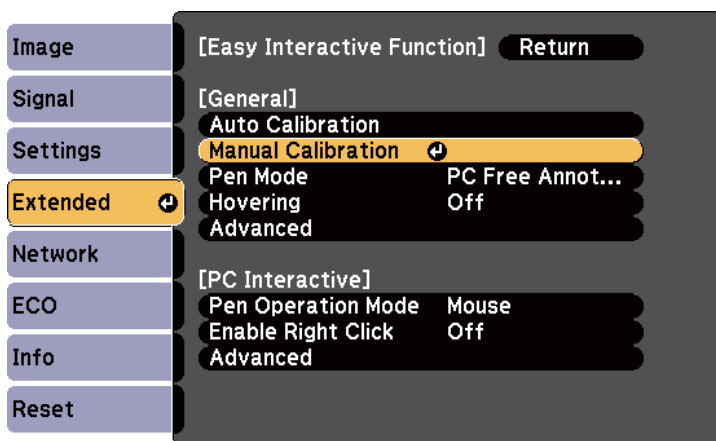 Image
Signal
Settings
Extended
Network
ECO
Info
Reset
[Easy Interactive Function] Return
[General]
Auto Calibration
Manual Calibration
Pen Mode PC Free Annot...
Hovering Off
Advanced
[PC Interactive]
Pen Operation Mode Mouse
Enable Right Click Off
Advanced